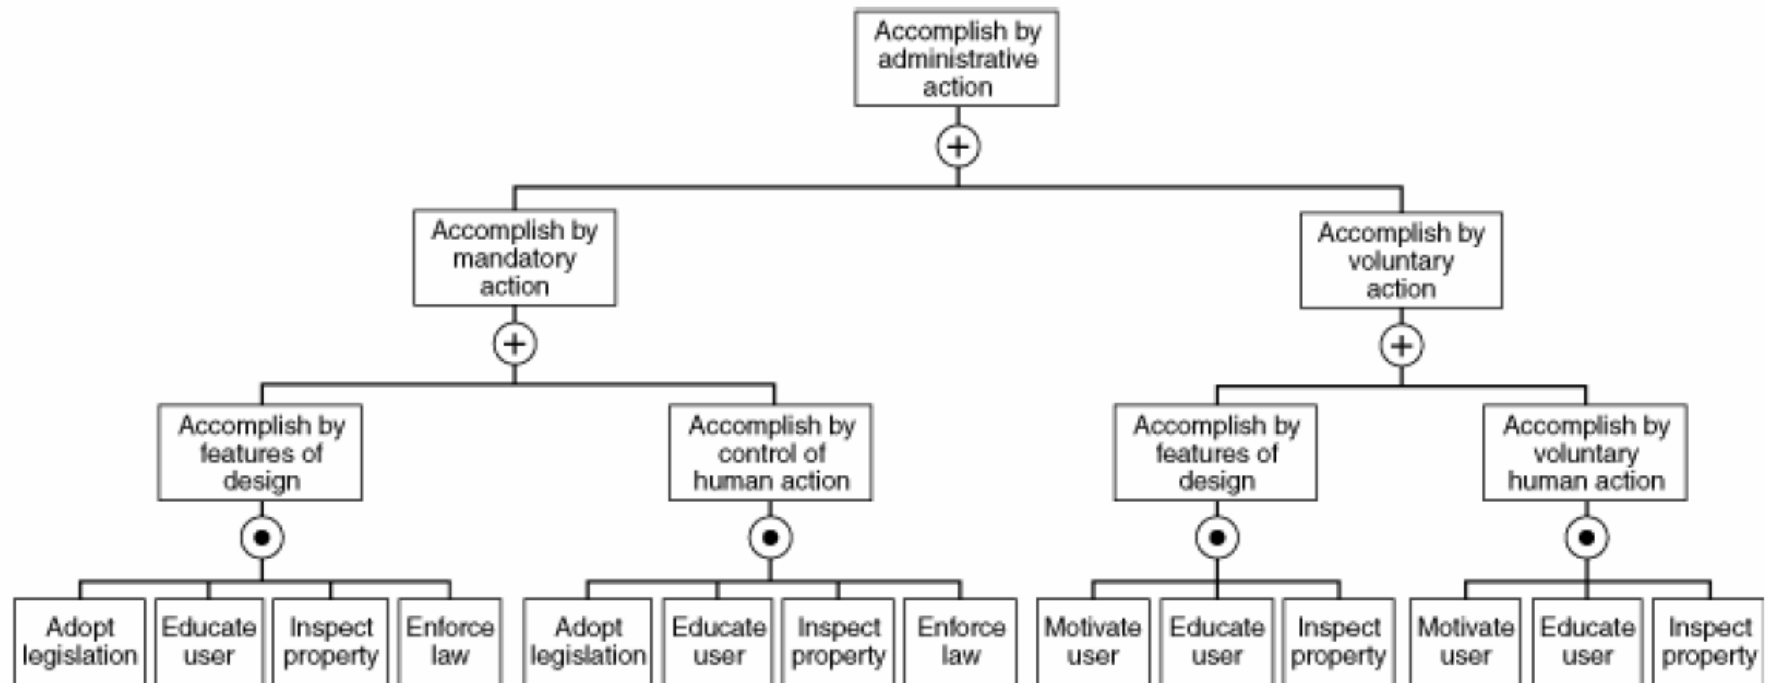 Accomplish by
administrative
action
+
Accomplish by
mandatory
action
Accomplish by
voluntary
action
+
+
Accomplish by
features of
design
Accomplish by
control of
human action
Accomplish by
features of
design
Accomplish by
voluntary
human action
Adopt
legislation
Educate
user
Inspect
property
Enforce
law
Adopt
legislation
Educate
user
Inspect
property
Enforce
law
Motivate
user
Educate
user
Inspect
property
Motivate
user
Educate
user
Inspect
property